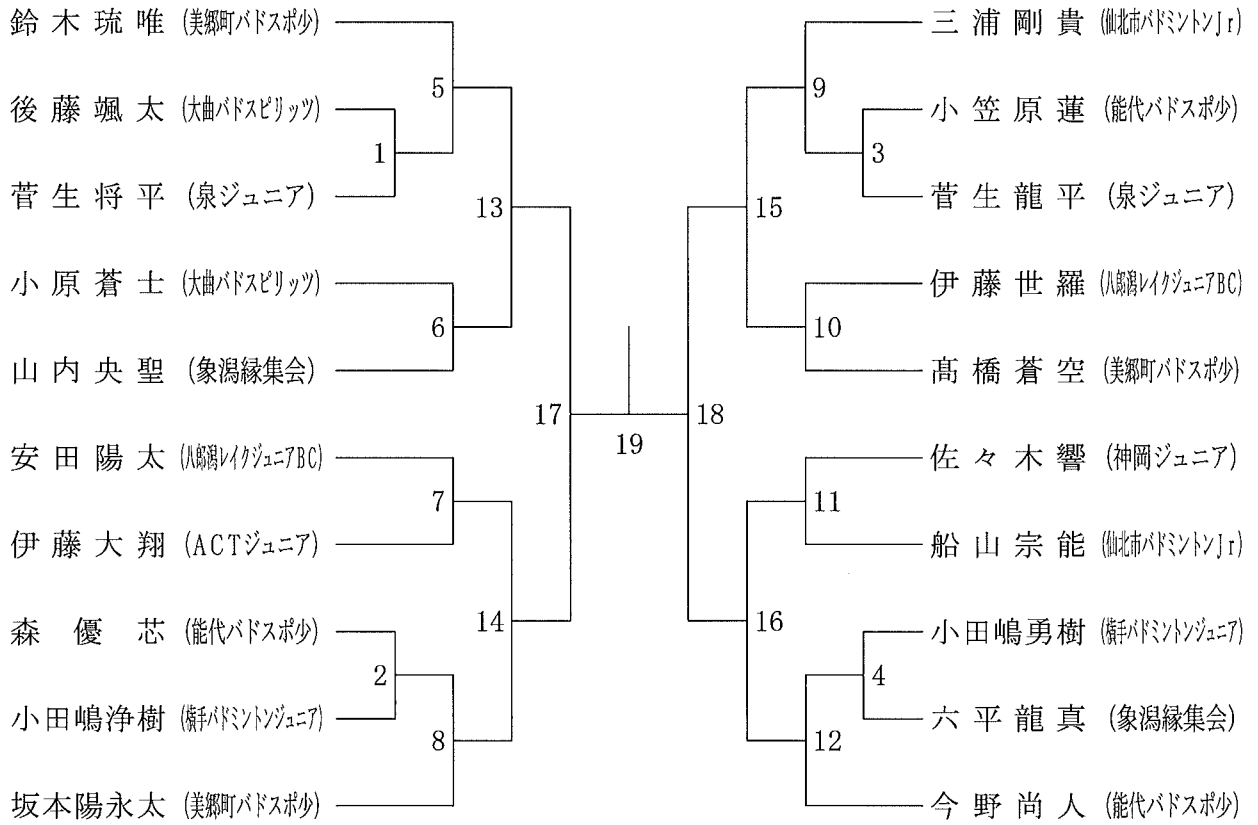 鈴木琉唯 (美郷町バドスポ少)
5
後藤颯太 (大曲バドスピリッツ)
1
菅生将平 (泉ジュニア)
13
小原蒼士 (大曲バドスピリッツ)
6
山内央聖 (象潟縁集会)
17
安田陽太 (八郎潟レイクジュニアBC)
7
伊藤大翔 (ACTジュニア)
14
森優芯 (能代バドスポ少)
2
小田嶋浄樹 (横手バドミントンジュニア)
8
坂本陽永太 (美郷町バドスポ少)
19
三浦剛貴 (仙北市バドミントンJr)
9
小笠原蓮 (能代バドスポ少)
3
菅生龍平 (泉ジュニア)
15
伊藤世羅 (八郎潟レイクジュニアBC)
10
髙橋蒼空 (美郷町バドスポ少)
18
佐々木響 (神岡ジュニア)
11
船山宗能 (仙北市バドミントンJr)
16
小田嶋勇樹 (横手バドミントンジュニア)
4
六平龍真 (象潟縁集会)
12
今野尚人 (能代バドスポ少)